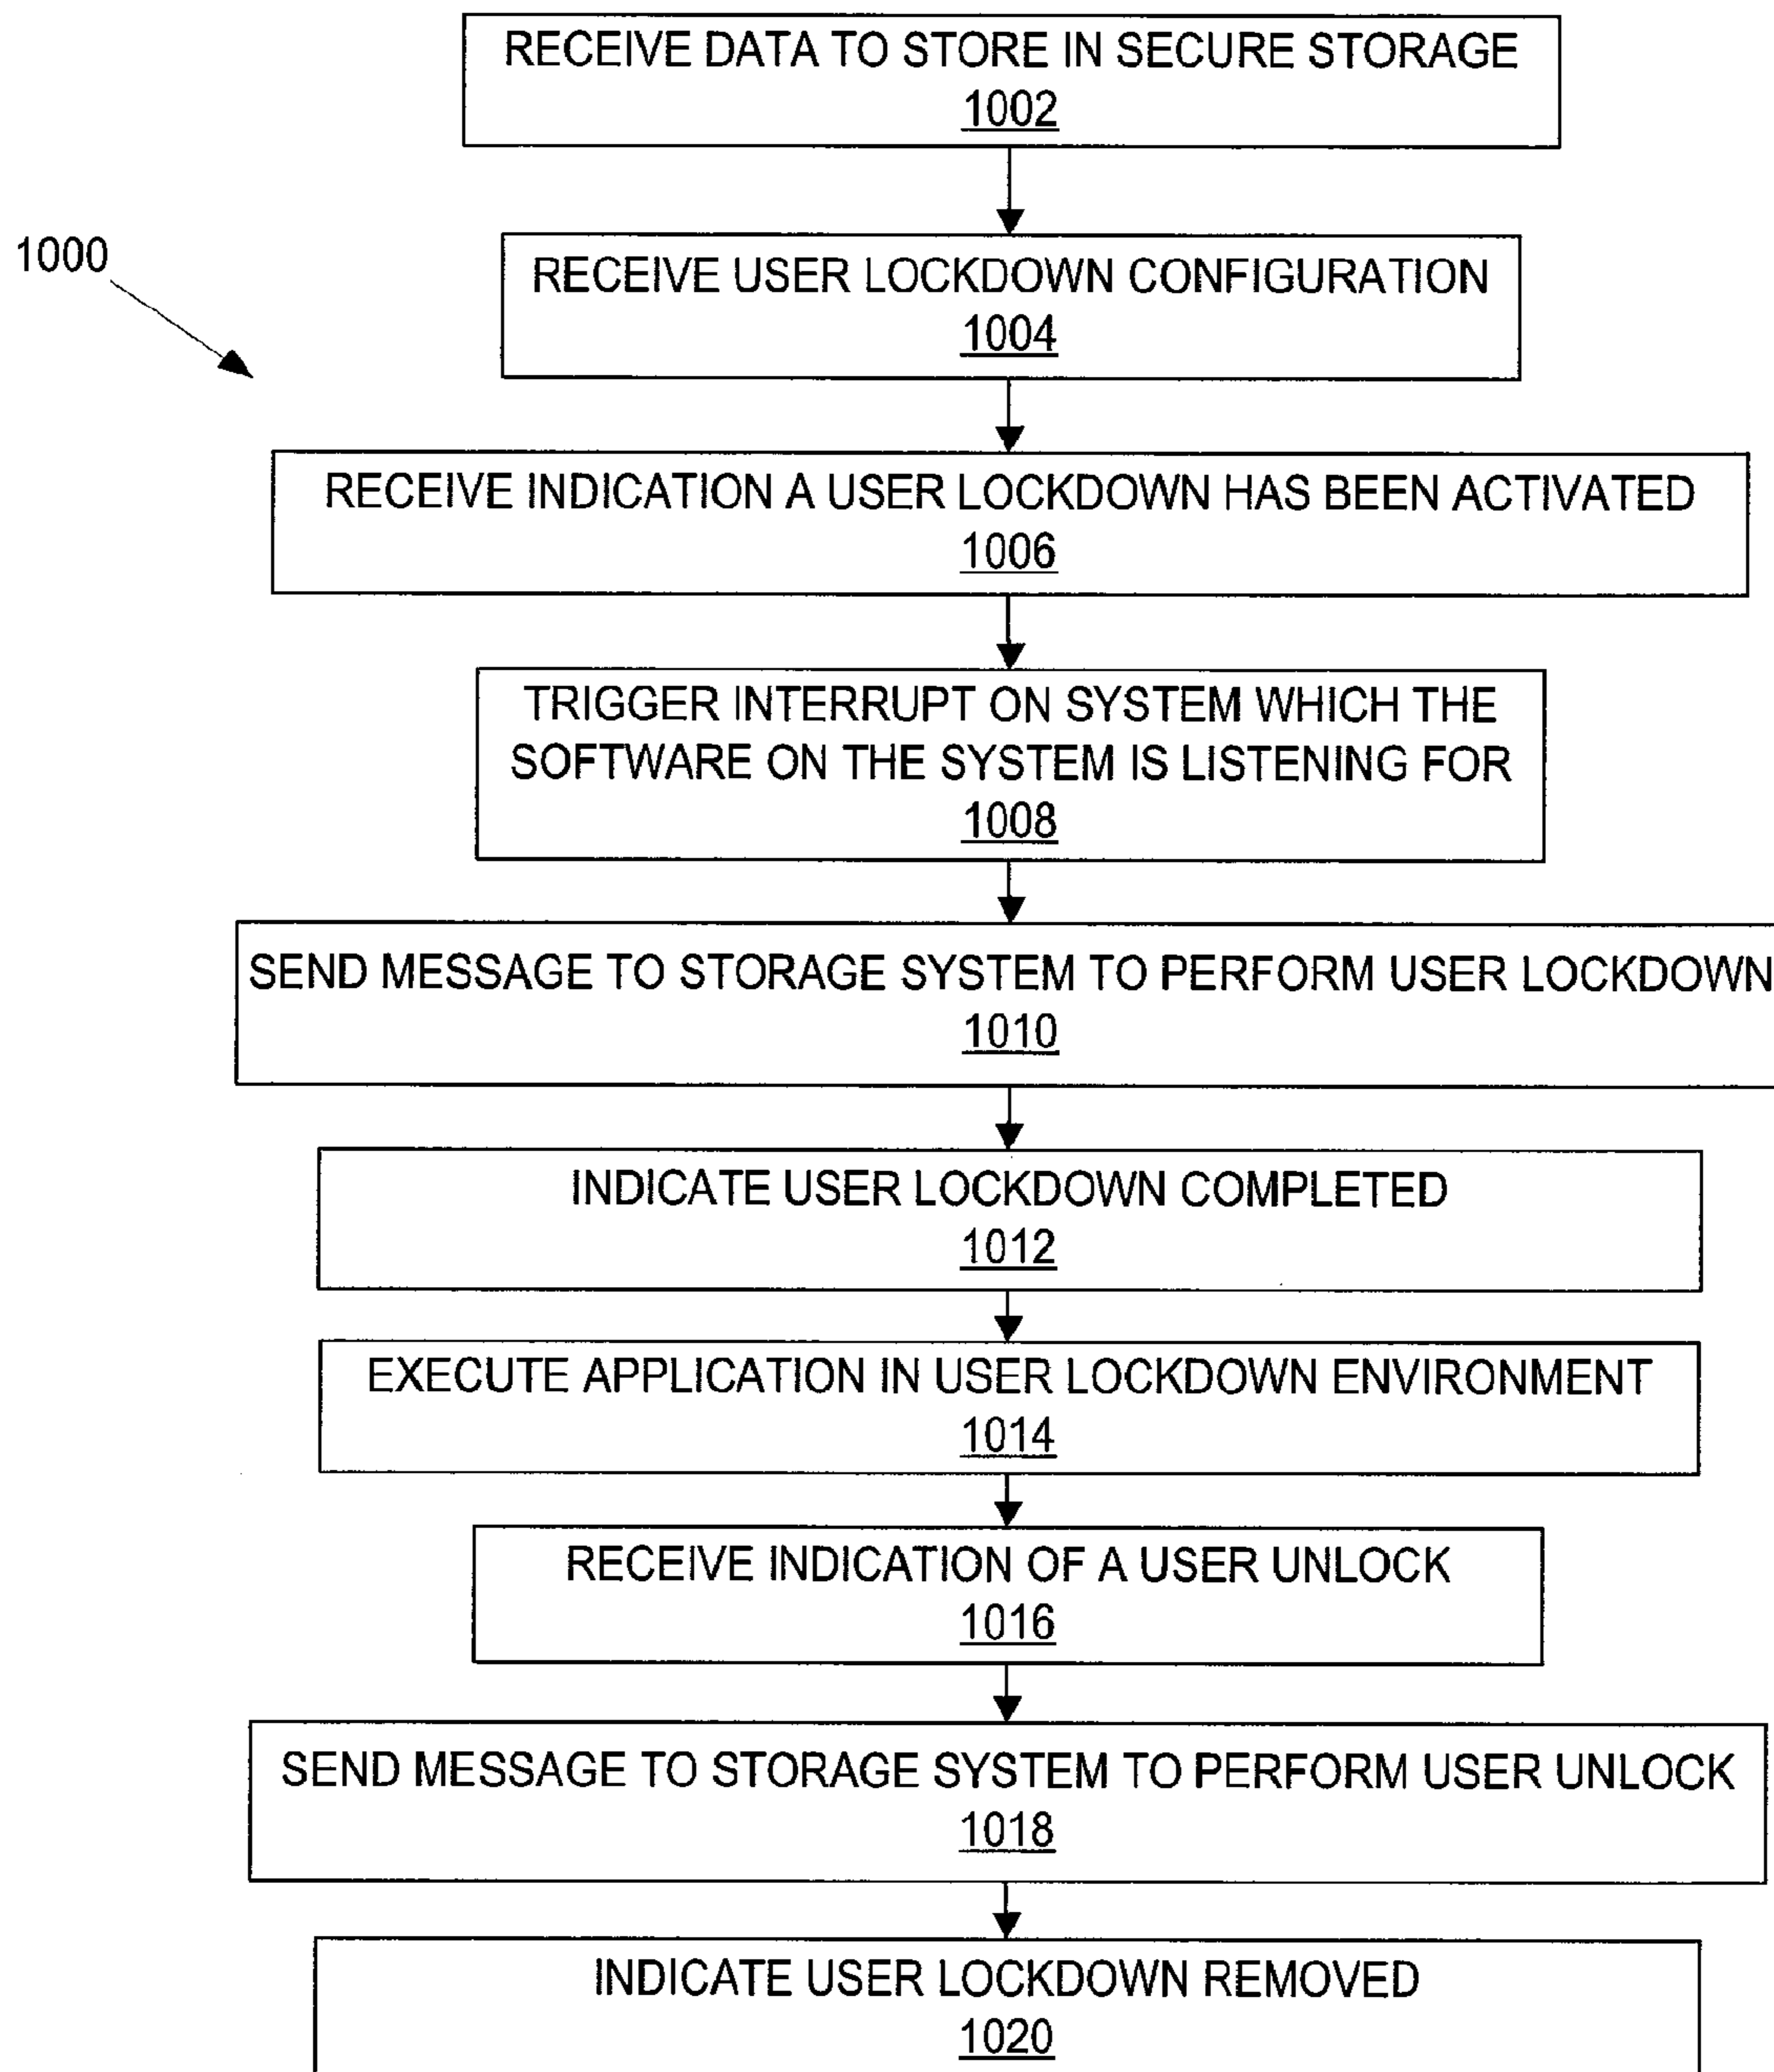 RECEIVE DATA TO STORE IN SECURE STORAGE
1002
1000
RECEIVE USER LOCKDOWN CONFIGURATION
1004
RECEIVE INDICATION A USER LOCKDOWN HAS BEEN ACTIVATED
1006
TRIGGER INTERRUPT ON SYSTEM WHICH THE
SOFTWARE ON THE SYSTEM IS LISTENING FOR
1008
SEND MESSAGE TO STORAGE SYSTEM TO PERFORM USER LOCKDOWN
1010
INDICATE USER LOCKDOWN COMPLETED
1012
EXECUTE APPLICATION IN USER LOCKDOWN ENVIRONMENT
1014
RECEIVE INDICATION OF A USER UNLOCK
1016
SEND MESSAGE TO STORAGE SYSTEM TO PERFORM USER UNLOCK
1018
INDICATE USER LOCKDOWN REMOVED
1020